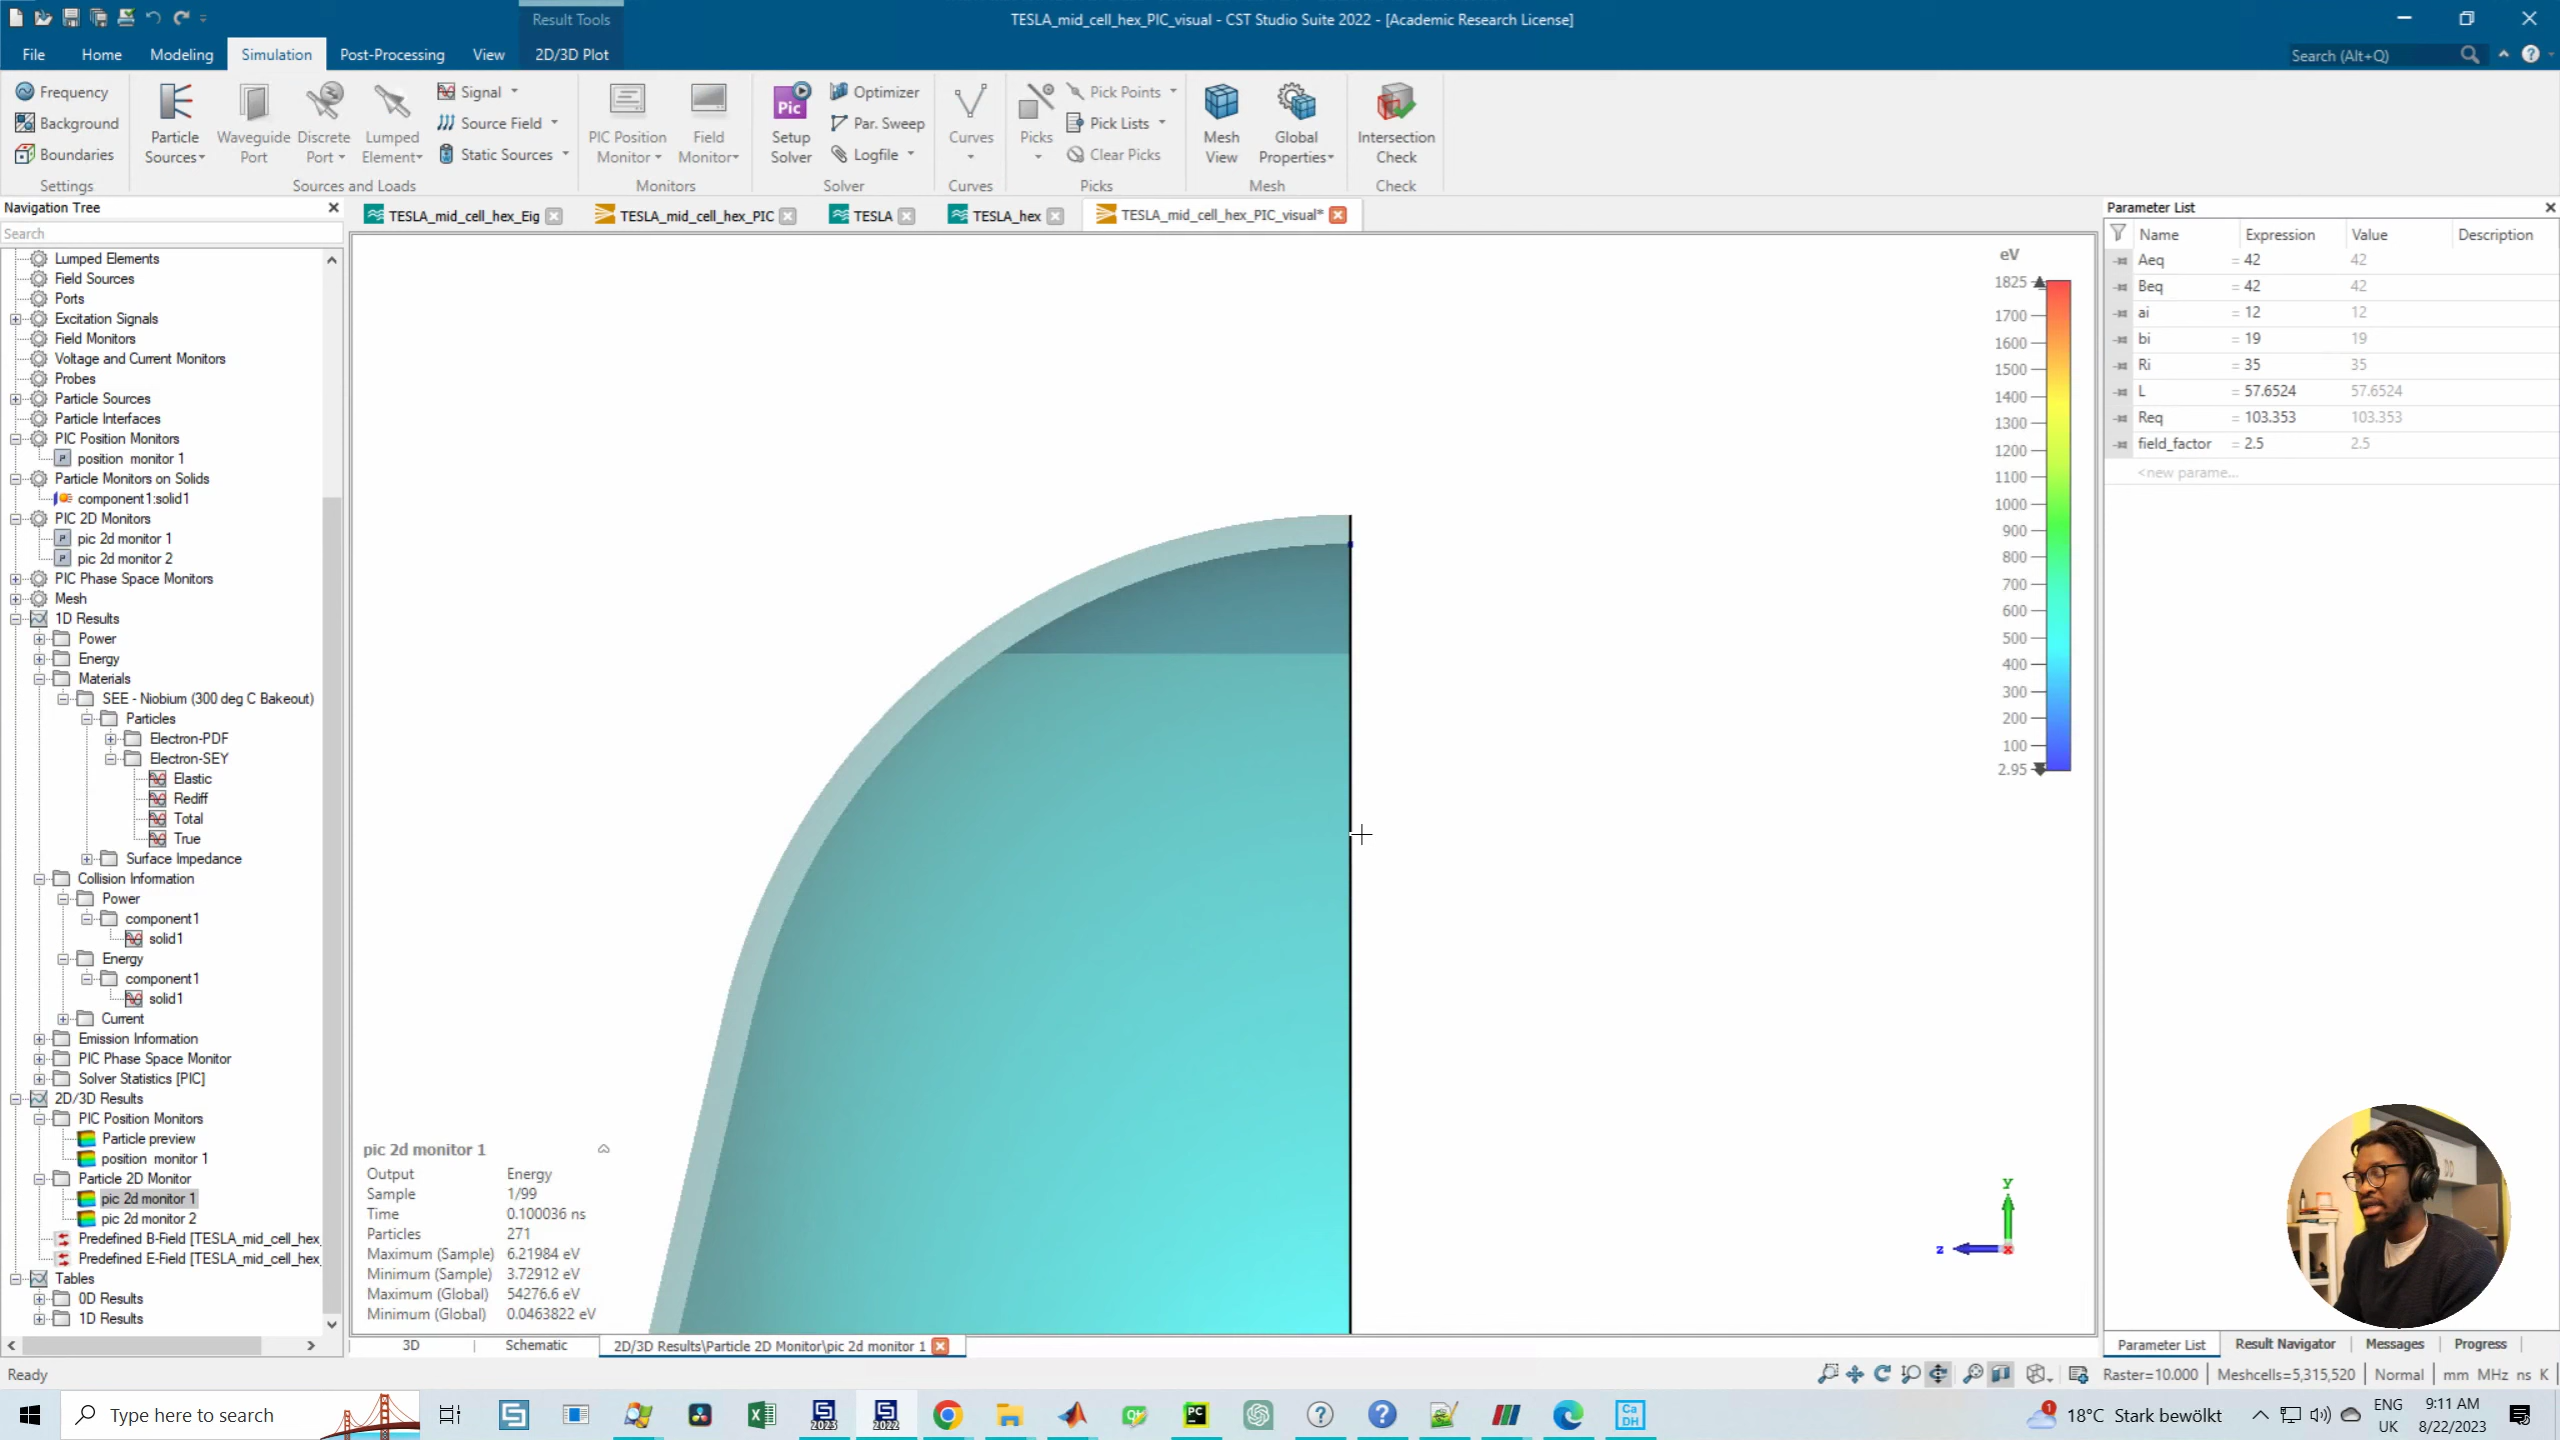 Result Tools
TESLA_mid_cell_hex_PIC_visual - CST Studio Suite 2022 - [Academic Research License]
File Home Modeling Simulation Post-Processing View 2D/3D Plot
Search (Alt+Q)
Frequency
Background
Boundaries
Settings
Particle Sources
Waveguide Port
Discrete Port
Lumped Element
Signal
Source Field
Static Sources
Sources and Loads
PIC Position Monitor
Field Monitor
Monitors
Pic
Setup Solver
Optimizer
Par. Sweep
Logfile
Solver
Curves
Curves
Picks
Pick Points
Pick Lists
Clear Picks
Picks
Mesh View
Global Properties
Mesh
Intersection Check
Check
Navigation Tree
Search
TESLA_mid_cell_hex_Eig
TESLA_mid_cell_hex_PIC
TESLA
TESLA_hex
TESLA_mid_cell_hex_PIC_visual*
Lumped Elements
Field Sources
Ports
Excitation Signals
Field Monitors
Voltage and Current Monitors
Probes
Particle Sources
Particle Interfaces
PIC Position Monitors
position monitor 1
Particle Monitors on Solids
component1:solid1
PIC 2D Monitors
pic 2d monitor 1
pic 2d monitor 2
PIC Phase Space Monitors
Mesh
1D Results
Power
Energy
Materials
SEE - Niobium (300 deg C Bakeout)
Particles
Electron-PDF
Electron-SEY
Elastic
Rediff
Total
True
Surface Impedance
Collision Information
Power
component1
solid1
Energy
component1
solid1
Current
Emission Information
PIC Phase Space Monitor
Solver Statistics [PIC]
2D/3D Results
PIC Position Monitors
Particle preview
position monitor 1
Particle 2D Monitor
pic 2d monitor 1
pic 2d monitor 2
Predefined B-Field [TESLA_mid_cell_hex_
Predefined E-Field [TESLA_mid_cell_hex_
Tables
0D Results
1D Results
eV
1825
1700
1600
1500
1400
1300
1200
1100
1000
900
800
700
600
500
400
300
200
100
2.95
y
z
x
pic 2d monitor 1
Output Energy
Sample 1/99
Time 0.100036 ns
Particles 271
Maximum (Sample) 6.21984 eV
Minimum (Sample) 3.72912 eV
Maximum (Global) 54276.6 eV
Minimum (Global) 0.0463822 eV
3D Schematic 2D/3D Results\Particle 2D Monitor\pic 2d monitor 1
Parameter List
Name Expression Value Description
Aeq = 42 42
Beq = 42 42
ai = 12 12
bi = 19 19
Ri = 35 35
L = 57.6524 57.6524
Req = 103.353 103.353
field_factor = 2.5 2.5
<new parame...
Parameter List Result Navigator Messages Progress
Ready
Raster=10.000 Meshcells=5,315,520 Normal mm MHz ns K
Type here to search
2023
2022
PC
Ca
DH
1
18°C Stark bewölkt
ENG
UK
9:11 AM
8/22/2023